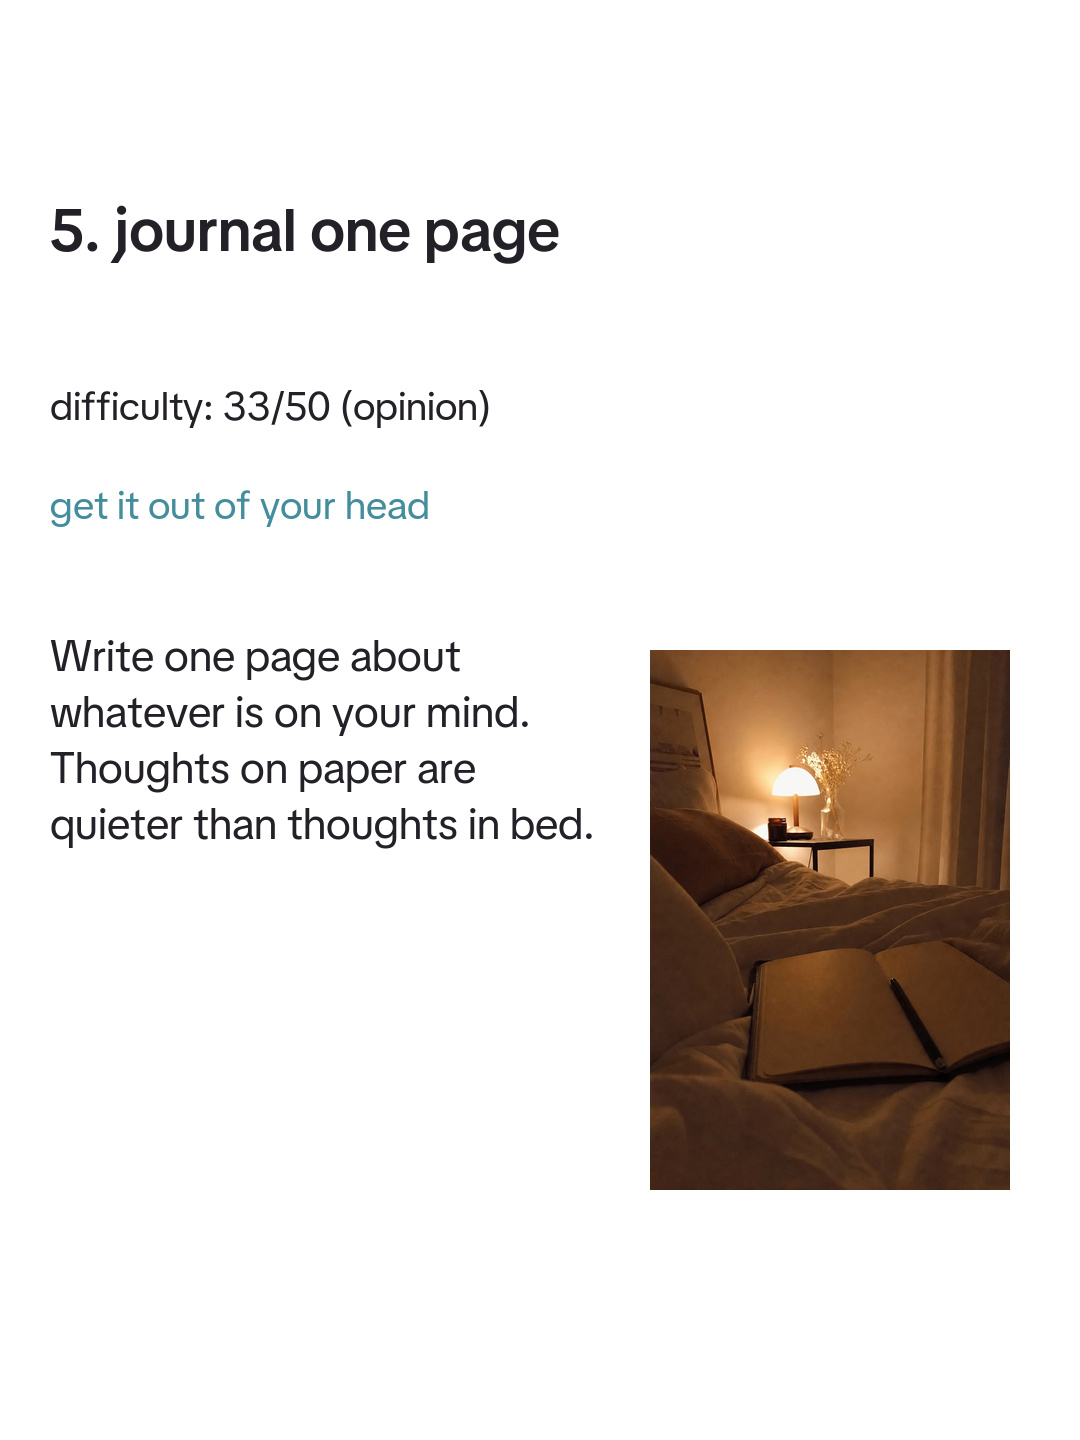 5. journal one page
difficulty: 33/50 (opinion)
get it out of your head
Write one page about
whatever is on your mind.
Thoughts on paper are
quieter than thoughts in bed.